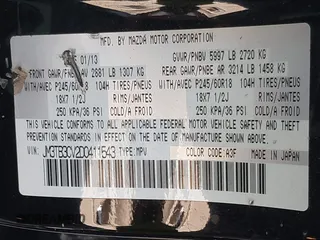 MFD. BY MAZDA MOTOR CORPORATION
01/13 GVWR/PNBV 5997 LB 2720 KG
FRONT GAWR/PNBE AV 2881 LB 1307 KG REAR GAWR/PNBE AR 3214 LB 1458 KG
WITH/AVEC P245/60R18 104H TIRES/PNEUS WITH/AVEC P245/60R18 104H TIRES/PNEUS
18X7 1/2J RIMS/JANTES 18X7 1/2J RIMS/JANTES
250 KPA/36 PSI COLD/A FROID 250 KPA/36 PSI COLD/A FROID
THIS VEHICLE CONFORMS TO ALL APPLICABLE FEDERAL MOTOR VEHICLE SAFETY AND THEFT
PREVENTION STANDARDS IN EFFECT ON THE DATE OF MANUFACTURE SHOWN ABOVE.
JM3TB3CV2D0411543 TYPE:MPV COLOR: A3F MADE IN JAPAN